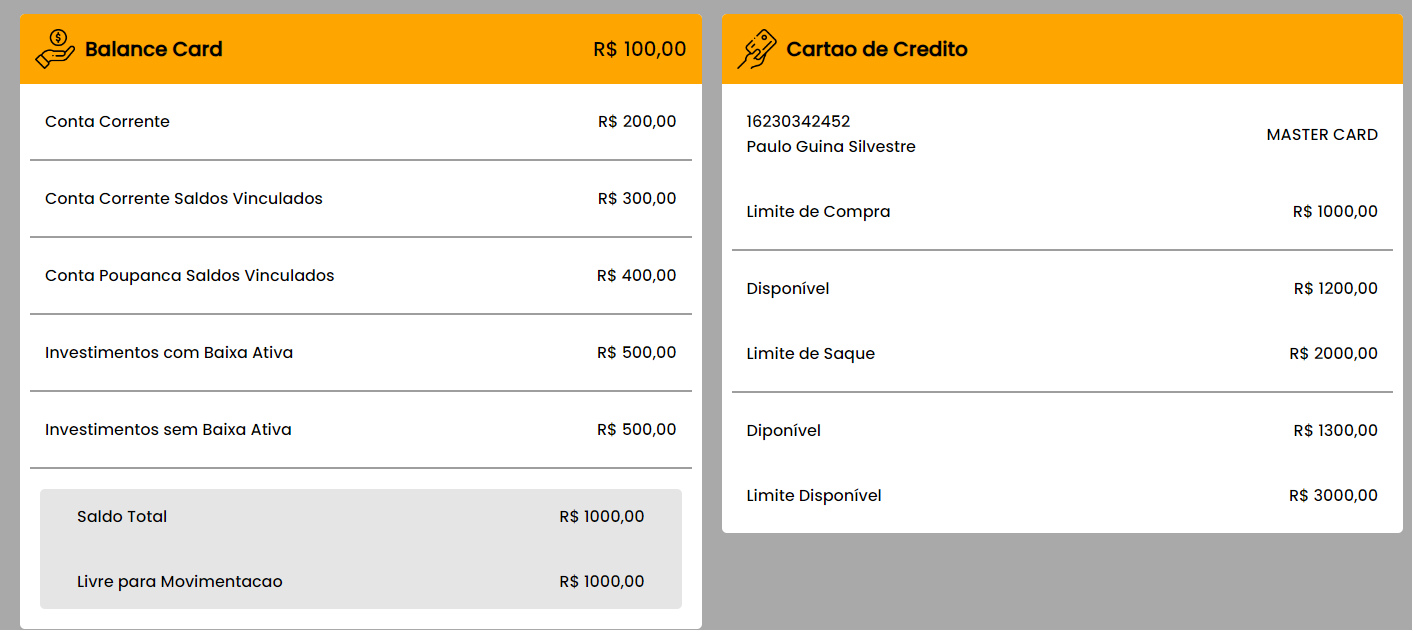 Balance Card R$ 100,00
Conta Corrente R$ 200,00
Conta Corrente Saldos Vinculados R$ 300,00
Conta Poupanca Saldos Vinculados R$ 400,00
Investimentos com Baixa Ativa R$ 500,00
Investimentos sem Baixa Ativa R$ 500,00
Saldo Total R$ 1000,00
Livre para Movimentacao R$ 1000,00
Cartao de Credito
16230342452
Paulo Guina Silvestre
MASTER CARD
Limite de Compra R$ 1000,00
Disponível R$ 1200,00
Limite de Saque R$ 2000,00
Diponível R$ 1300,00
Limite Disponível R$ 3000,00